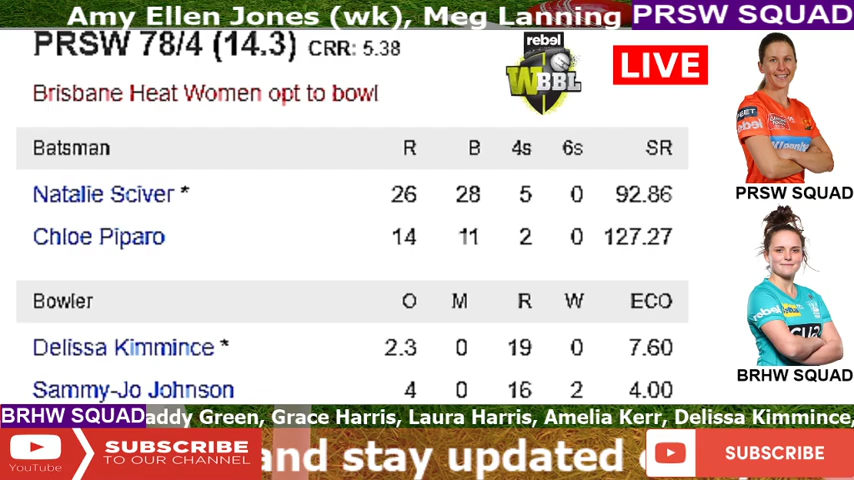 Amy Ellen Jones (wk), Meg Lanning PRSW SQUAD
PRSW 78/4 (14.3) CRR: 5.38
rebel
WBBL
LIVE
Brisbane Heat Women opt to bowl
Batsman R B 4s 6s SR
Natalie Sciver * 26 28 5 0 92.86
Chloe Piparo 14 11 2 0 127.27
PRSW SQUAD
Bowler O M R W ECO
Delissa Kimmince * 2.3 0 19 0 7.60
Sammy-Jo Johnson 4 0 16 2 4.00
BRHW SQUAD
BRHW SQUAD addy Green, Grace Harris, Laura Harris, Amelia Kerr, Delissa Kimmince,
YouTube
SUBSCRIBE
TO OUR CHANNEL
and stay updated
SUBSCRIBE